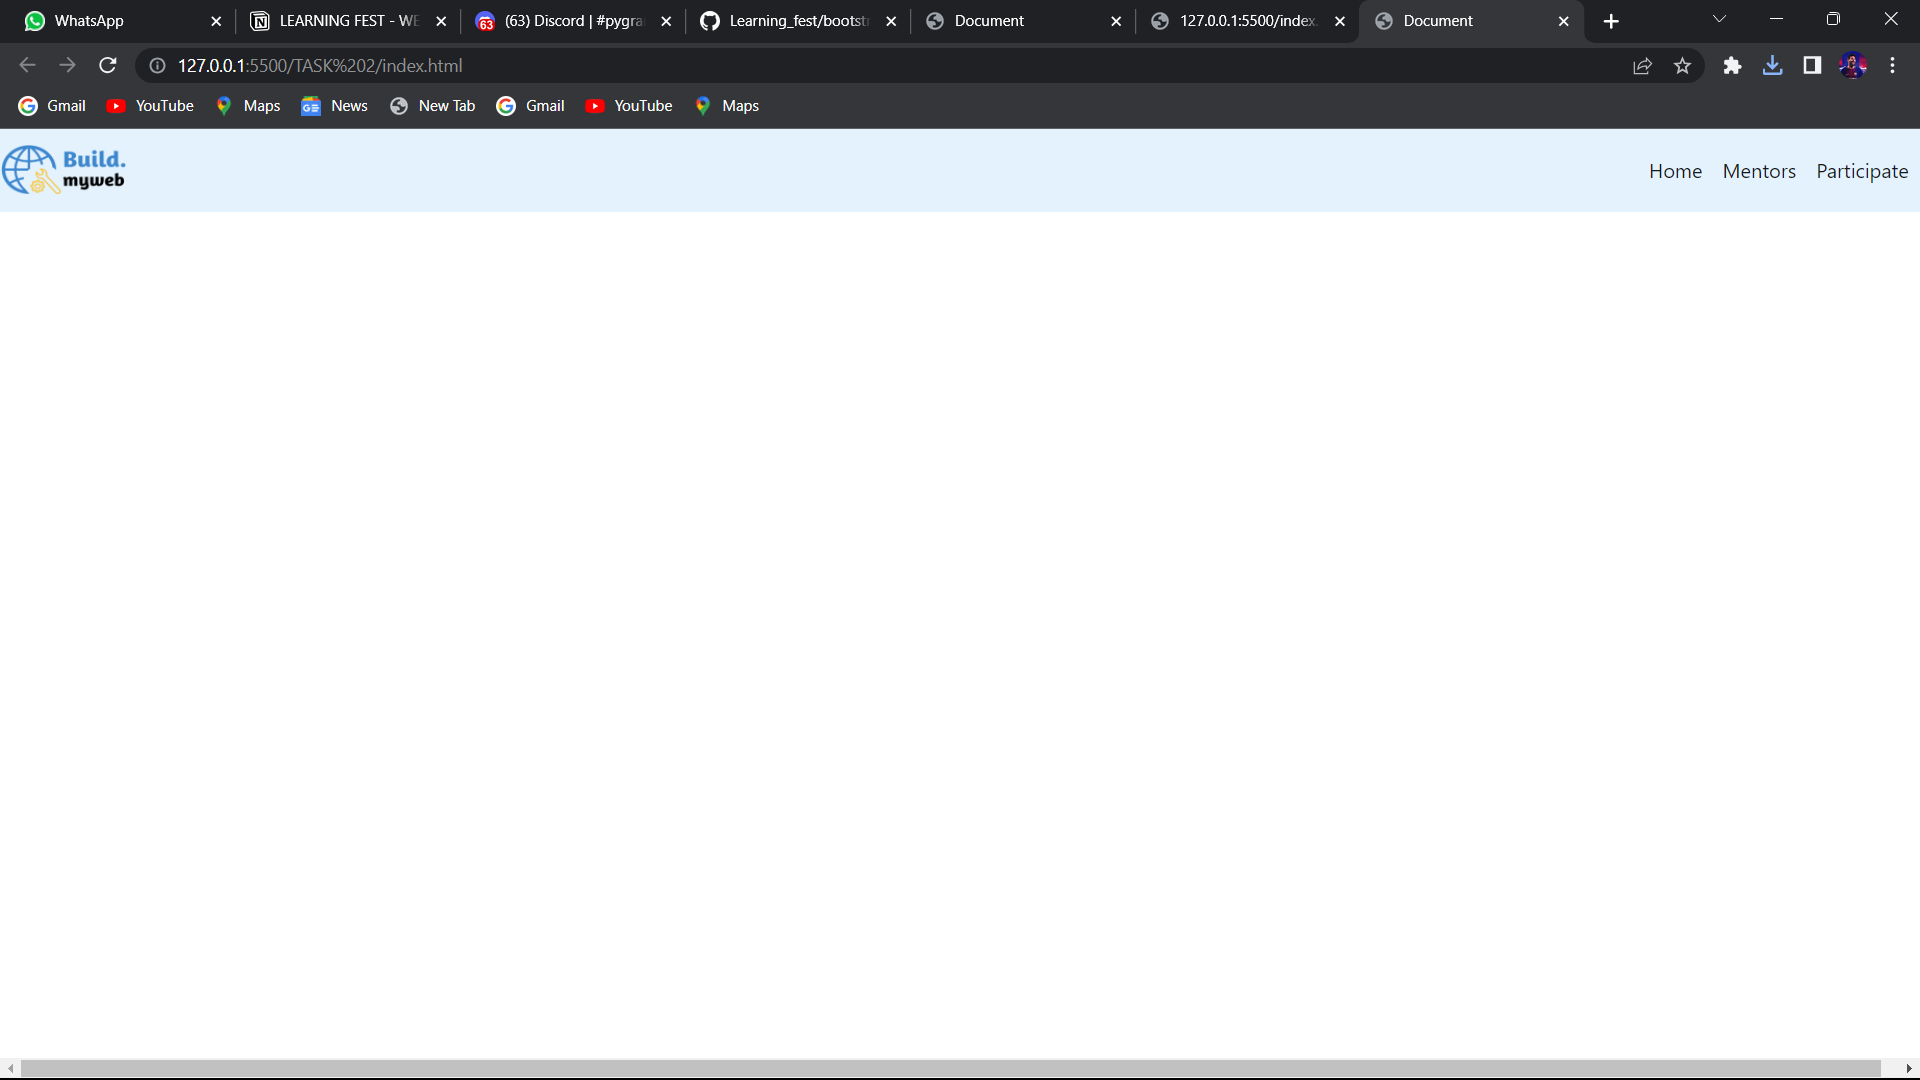 WhatsApp
LEARNING FEST - WE
(63) Discord | #pygra
Learning_fest/bootst
Document
127.0.0.1:5500/index.
Document
127.0.0.1:5500/TASK%202/index.html
Gmail YouTube Maps News New Tab Gmail YouTube Maps
Build.
myweb
Home Mentors Participate